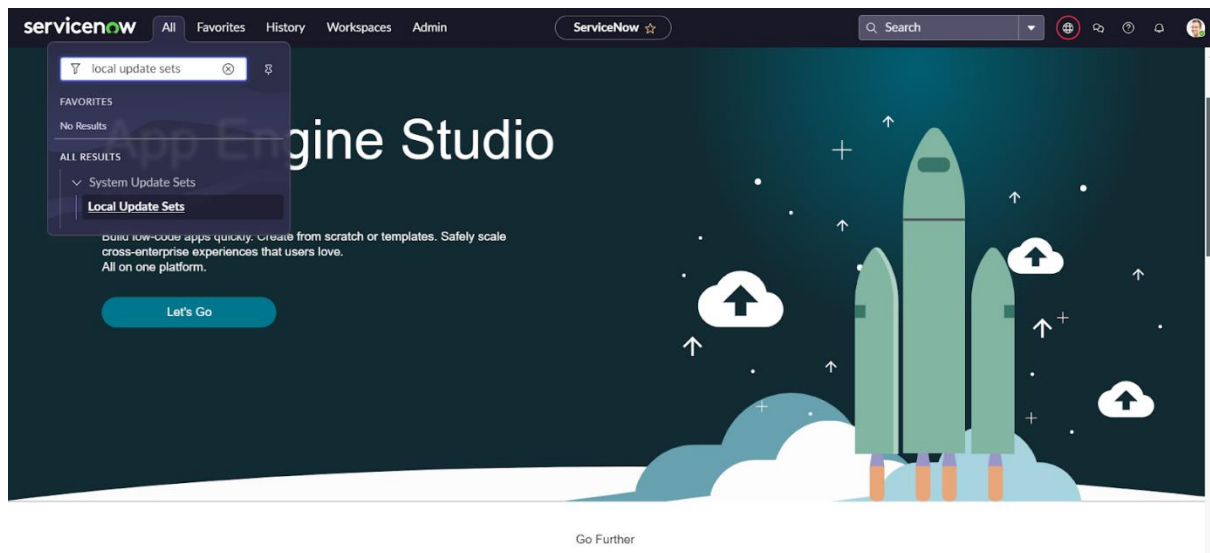 servicenow All Favorites History Workspaces Admin ServiceNow Search
local update sets
FAVORITES
No Results
App Engine Studio
ALL RESULTS
System Update Sets
Local Update Sets
Build low-code apps quickly. Create from scratch or templates. Safely scale
cross-enterprise experiences that users love.
All on one platform.
Let's Go
Go Further